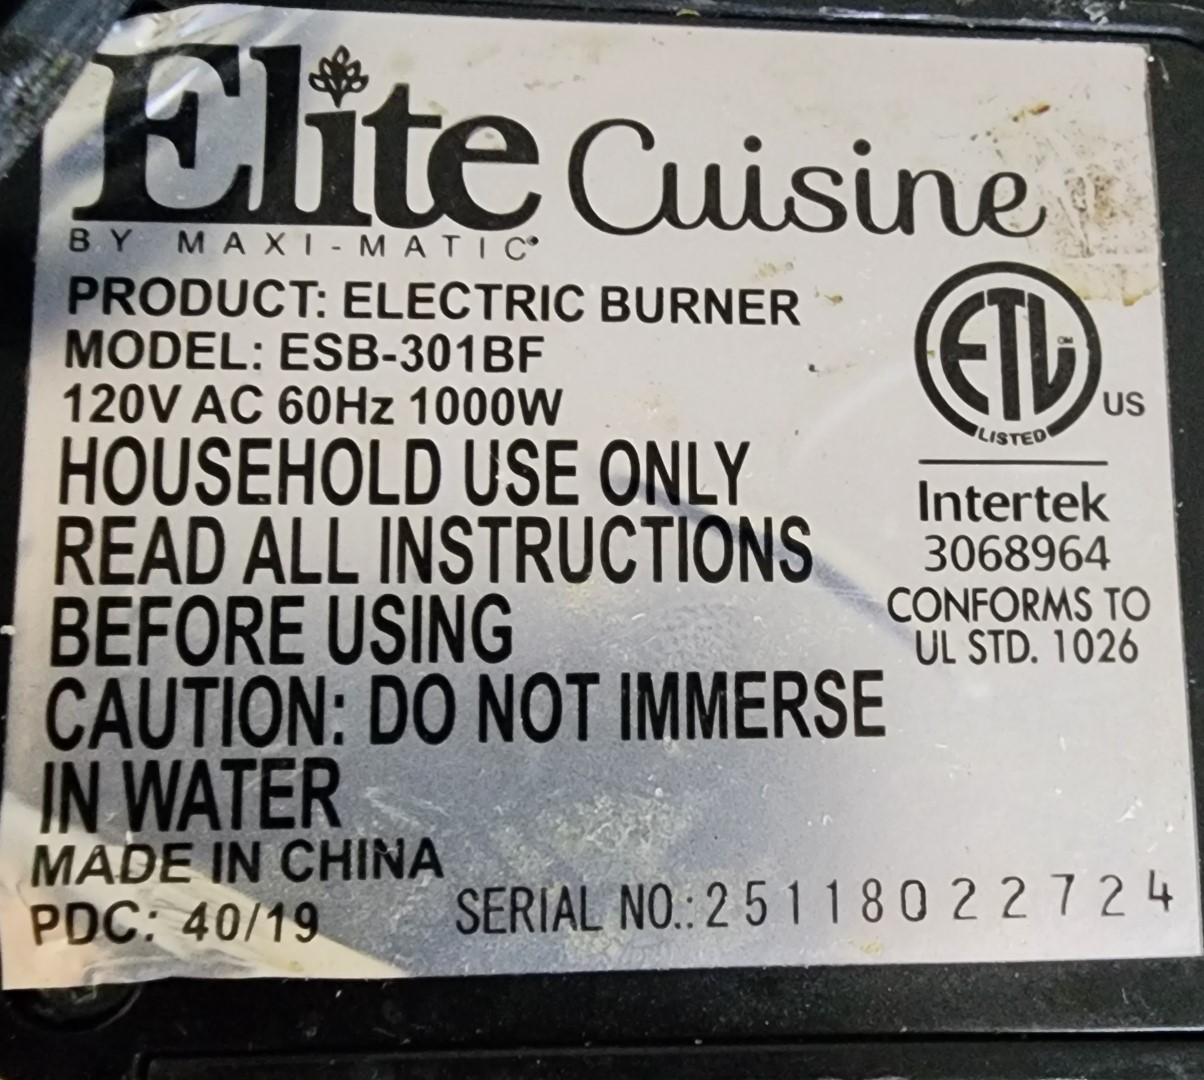 Elite Cuisine
BY MAXI-MATIC
PRODUCT: ELECTRIC BURNER
MODEL: ESB-301BF
120V AC 60Hz 1000W
HOUSEHOLD USE ONLY
READ ALL INSTRUCTIONS
BEFORE USING
CAUTION: DO NOT IMMERSE
IN WATER
MADE IN CHINA
PDC: 40/19
SERIAL NO.: 25118022724
ETL
CM
US
LISTED
Intertek
3068964
CONFORMS TO
UL STD. 1026